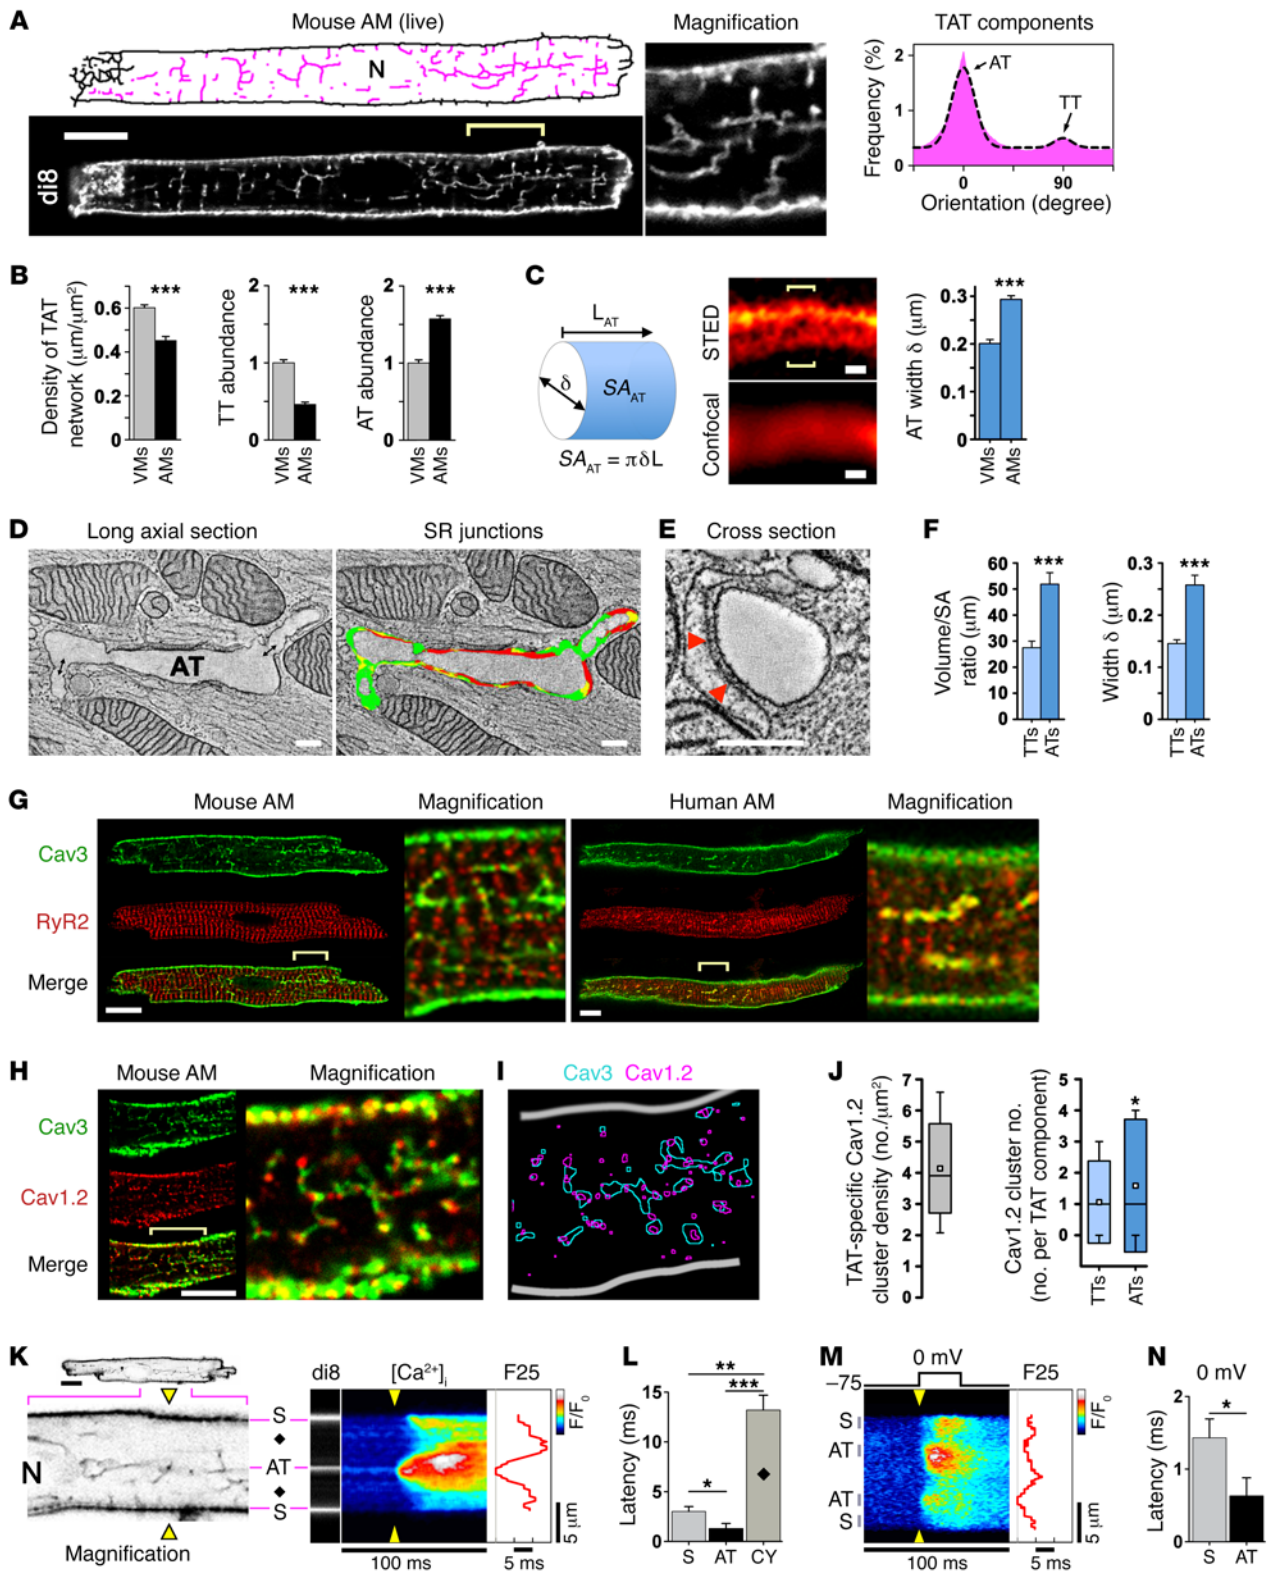 A
Mouse AM (live)
Magnification
TAT components
N
di8
Frequency (%)
2
1
0
AT
TT
0
90
Orientation (degree)
B
Density of TAT
network (μm/μm²)
0.6
0.4
0.2
0
***
VMs
AMs
TT abundance
2
1
0
***
VMs
AMs
AT abundance
2
1
0
***
VMs
AMs
C
L_AT
δ
SA_AT
SA_AT = πδL
STED
Confocal
AT width δ (μm)
0.3
0.2
0.1
0
***
VMs
AMs
D
Long axial section
SR junctions
AT
E
Cross section
F
Volume/SA
ratio (μm)
60
50
40
30
20
10
0
***
TTs
ATs
Width δ (μm)
0.3
0.2
0.1
0
***
TTs
ATs
G
Mouse AM
Magnification
Human AM
Magnification
Cav3
RyR2
Merge
H
Mouse AM
Magnification
Cav3
Cav1.2
Merge
I
Cav3 Cav1.2
J
TAT-specific Cav1.2
cluster density (no./μm²)
7
6
5
4
3
2
1
0
Cav1.2 cluster no.
(no. per TAT component)
5
4
3
2
1
0
*
TTs
ATs
K
N
Magnification
S
AT
S
di8
[Ca²⁺]ᵢ
F25
F/F₀
5 μm
100 ms
5 ms
L
Latency (ms)
15
10
5
0
**
***
*
S AT CY
M
0 mV
–75
S
AT
AT
S
F25
F/F₀
5 μm
100 ms
5 ms
N
0 mV
Latency (ms)
2
1
0
*
S AT